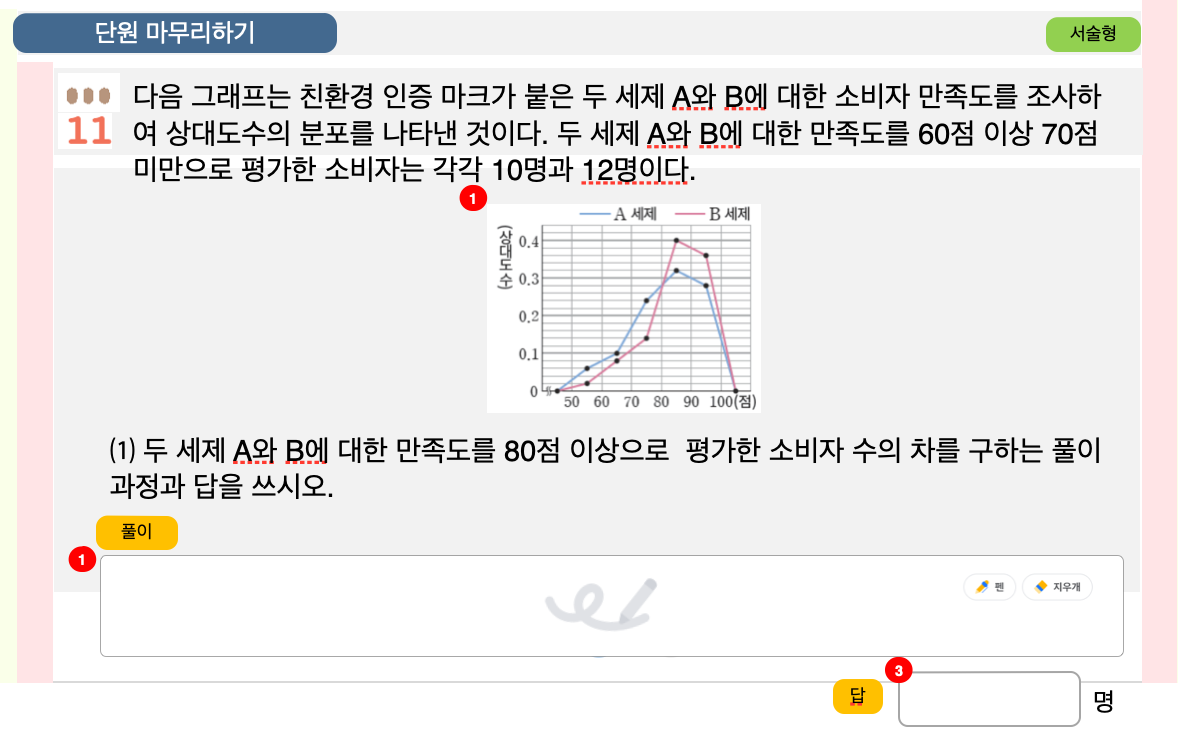 단원 마무리하기
서술형
11
다음 그래프는 친환경 인증 마크가 붙은 두 세제 A와 B에 대한 소비자 만족도를 조사하
여 상대도수의 분포를 나타낸 것이다. 두 세제 A와 B에 대한 만족도를 60점 이상 70점
미만으로 평가한 소비자는 각각 10명과 12명이다.
1
A 세제 B 세제
(상대도수)
0.4
0.3
0.2
0.1
0
50 60 70 80 90 100(점)
(1) 두 세제 A와 B에 대한 만족도를 80점 이상으로 평가한 소비자 수의 차를 구하는 풀이
과정과 답을 쓰시오.
풀이
1
펜 지우개
3
답 명